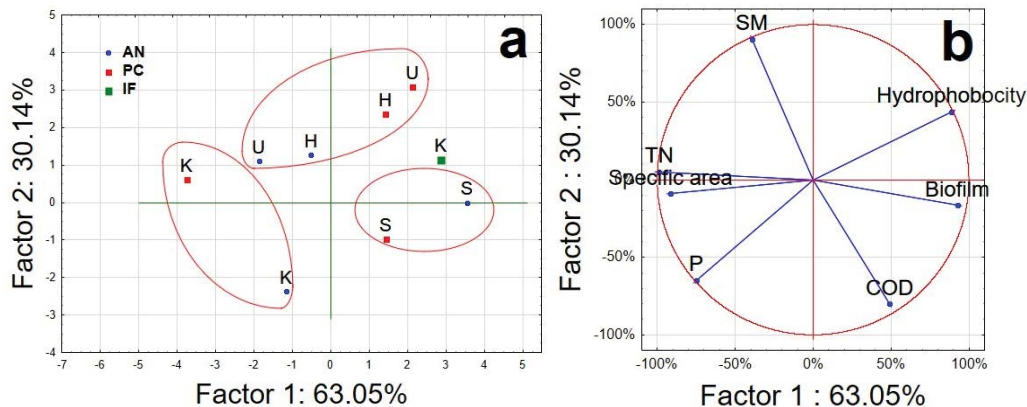 a
AN
PC
IF
U
H
U
H
K
K
S
S
K
5
4
3
2
1
0
-1
-2
-3
-4
-7 -6 -5 -4 -3 -2 -1 0 1 2 3 4 5
Factor 2: 30.14%
Factor 1: 63.05%
b
SM
Hydrophobocity
TN
Specific area
Biofilm
P
COD
100%
50%
0%
-50%
-100%
-100% -50% 0% 50% 100%
Factor 2 : 30.14%
Factor 1 : 63.05%